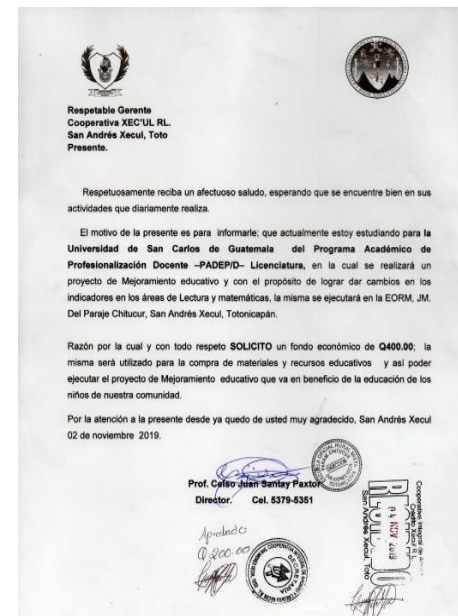 Respetable Gerente
Cooperativa XEC'UL RL.
San Andrés Xecul, Toto
Presente.
Respetuosamente reciba un afectuoso saludo, esperando que se encuentre bien en sus
actividades que diariamente realiza.
El motivo de la presente es para informarle; que actualmente estoy estudiando para la
Universidad de San Carlos de Guatemala del Programa Académico de
Profesionalización Docente –PADEP/D– Licenciatura, en la cual se realizará un
proyecto de Mejoramiento educativo y con el propósito de lograr dar cambios en los
indicadores en los áreas de Lectura y matemáticas, la misma se ejecutará en la EORM, JM.
Del Paraje Chitucur, San Andrés Xecul, Totonicapán.
Razón por la cual y con todo respeto SOLICITO un fondo económico de Q400.00; la
misma será utilizado para la compra de materiales y recursos educativos y así poder
ejecutar el proyecto de Mejoramiento educativo que va en beneficio de la educación de los
niños de nuestra comunidad.
Por la atención a la presente desde ya quedo de usted muy agradecido, San Andrés Xecul
02 de noviembre 2019.
Prof. Celso Juan Santay Paxtor
Director. Cel. 5379-5351
Aprobado
Q 200.00
SECRETARIA
Cooperativa Integral de
Crédito Xecul R.L.
RECIBIDO
04 NOV 2019
San Andrés Xecul, Toto